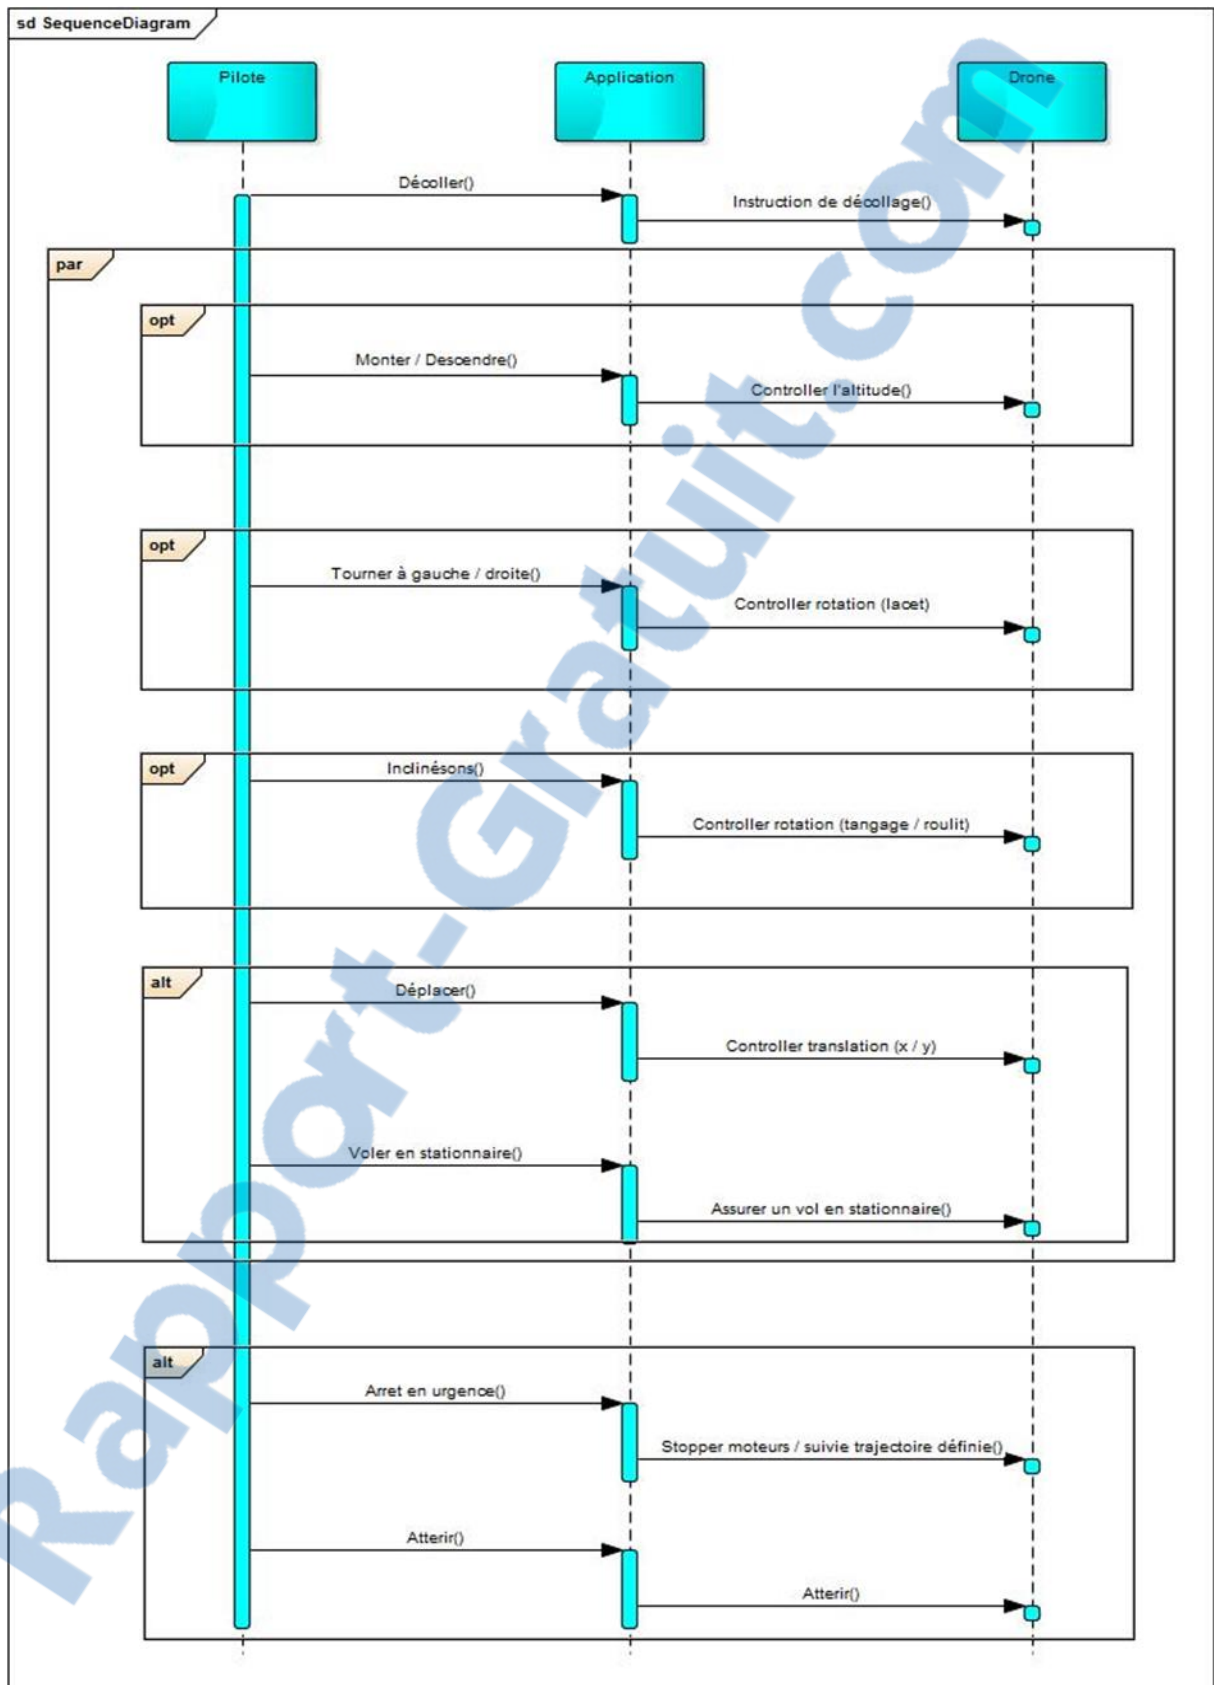 sd SequenceDiagram
Pilote
Application
Drone
Décoller()
Instruction de décollage()
par
opt
Monter / Descendre()
Controller l'altitude()
opt
Tourner à gauche / droite()
Controller rotation (lacet)
opt
Inclinésons()
Controller rotation (tangage / roulit)
alt
Déplacer()
Controller translation (x / y)
Voler en stationnaire()
Assurer un vol en stationnaire()
alt
Arret en urgence()
Stopper moteurs / suivie trajectoire définie()
Atterir()
Atterir()
Rapport-Gratuit.com